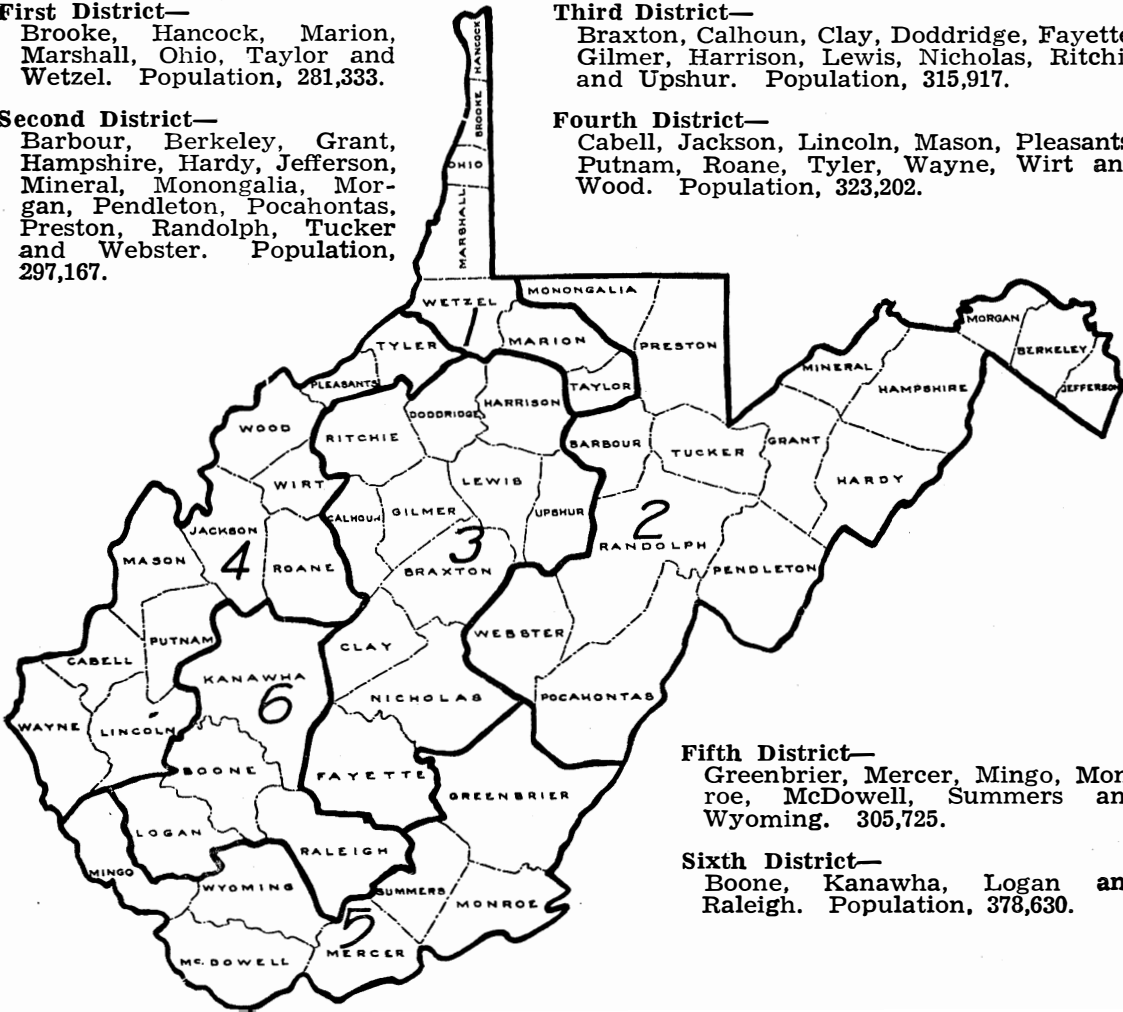 First District—
Brooke, Hancock, Marion,
Marshall, Ohio, Taylor and
Wetzel. Population, 281,333.
Second District—
Barbour, Berkeley, Grant,
Hampshire, Hardy, Jefferson,
Mineral, Monongalia, Mor-
gan, Pendleton, Pocahontas,
Preston, Randolph, Tucker
and Webster. Population,
297,167.
Third District—
Braxton, Calhoun, Clay, Doddridge, Fayette
Gilmer, Harrison, Lewis, Nicholas, Ritchi
and Upshur. Population, 315,917.
Fourth District—
Cabell, Jackson, Lincoln, Mason, Pleasants
Putnam, Roane, Tyler, Wayne, Wirt an
Wood. Population, 323,202.
HANCOCK
BROOKE
OHIO
MARSHALL
WETZEL
MONONGALIA
MORGAN
BERKELEY
JEFFERSON
TYLER
MARION
PRESTON
MINERAL
HAMPSHIRE
PLEASANTS
TAYLOR
DODDRIDGE
HARRISON
WOOD
RITCHIE
BARBOUR
TUCKER
GRANT
HARDY
WIRT
LEWIS
CALHOUN
GILMER
UPSHUR
2
JACKSON
3
RANDOLPH
MASON
4
ROANE
BRAXTON
PENDLETON
PUTNAM
CLAY
WEBSTER
CABELL
KANAWHA
6
NICHOLAS
POCAHONTAS
WAYNE
LINCOLN
BOONE
FAYETTE
GREENBRIER
LOGAN
RALEIGH
MINGO
WYOMING
SUMMERS
MONROE
5
MERCER
Mc.DOWELL
Fifth District—
Greenbrier, Mercer, Mingo, Mon
roe, McDowell, Summers an
Wyoming. 305,725.
Sixth District—
Boone, Kanawha, Logan an
Raleigh. Population, 378,630.